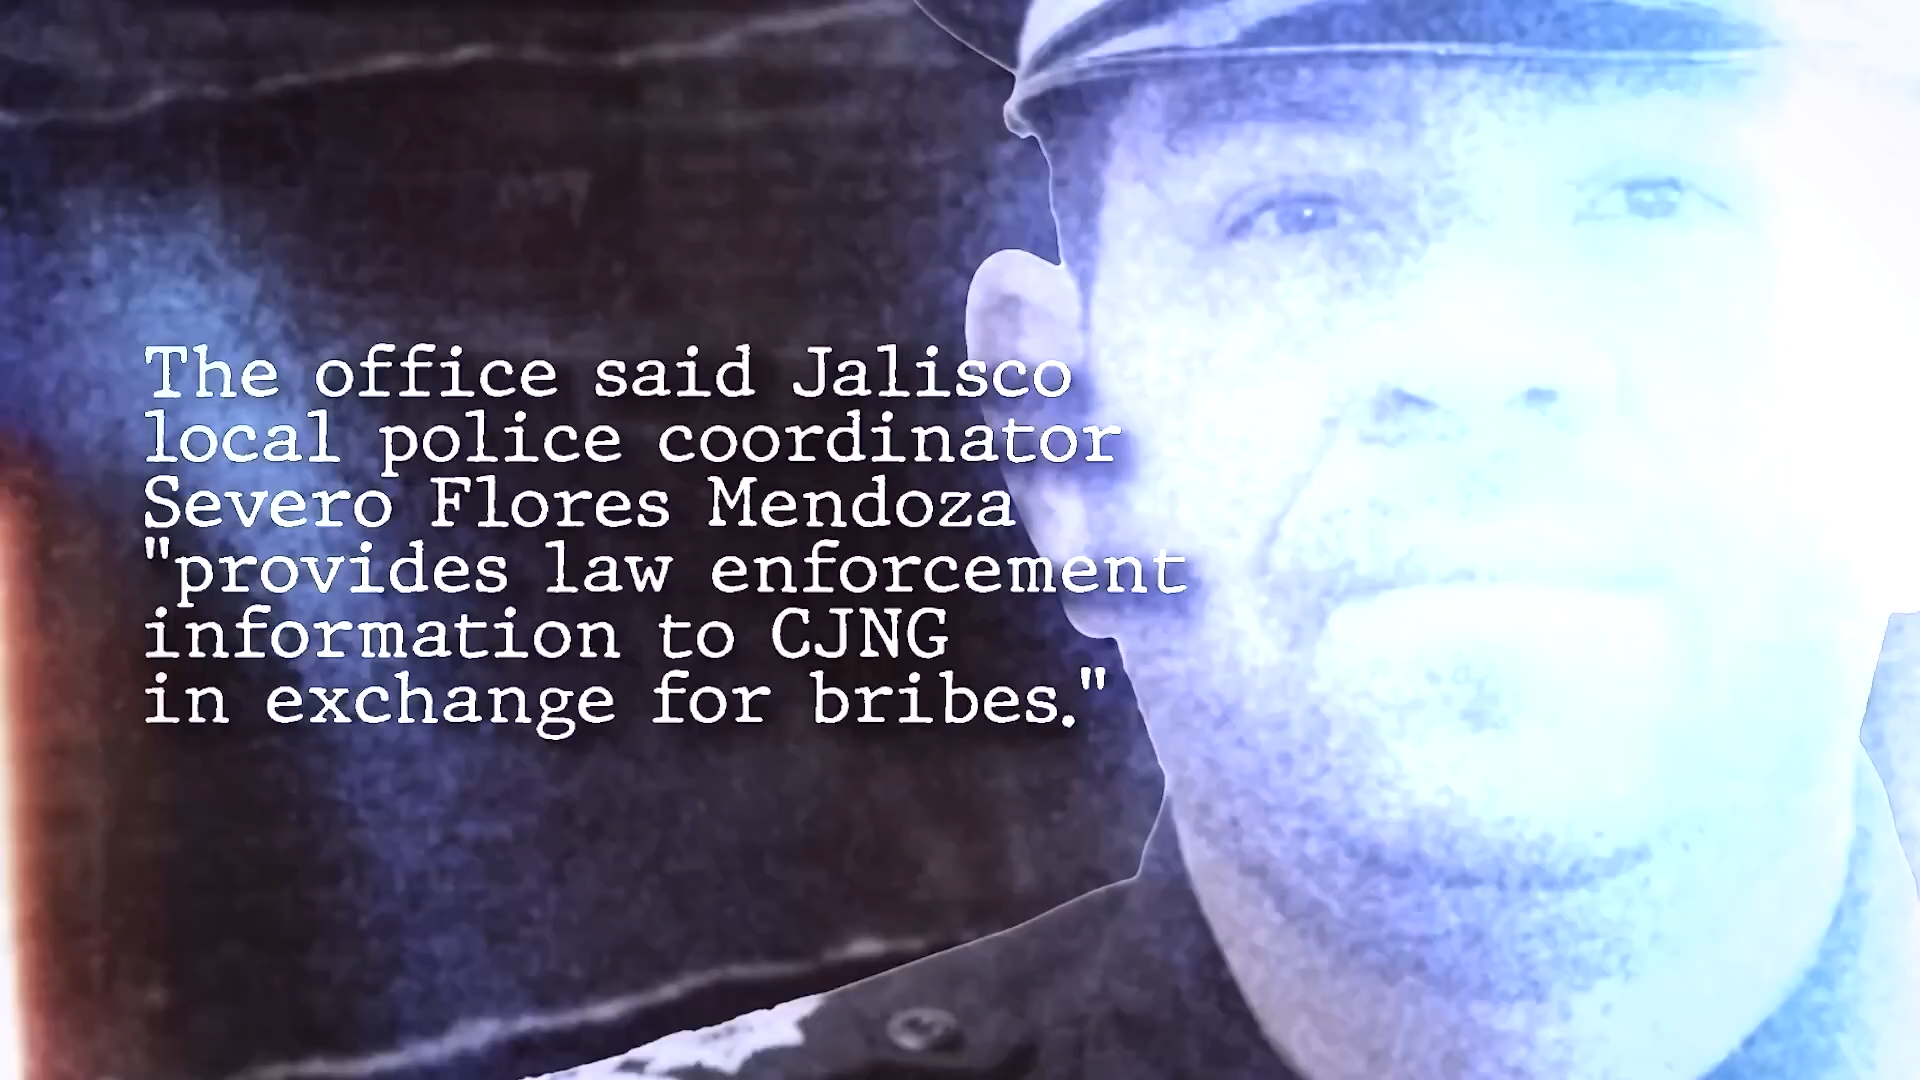 The office said Jalisco
local police coordinator
Severo Flores Mendoza
"provides law enforcement
information to CJNG
in exchange for bribes."